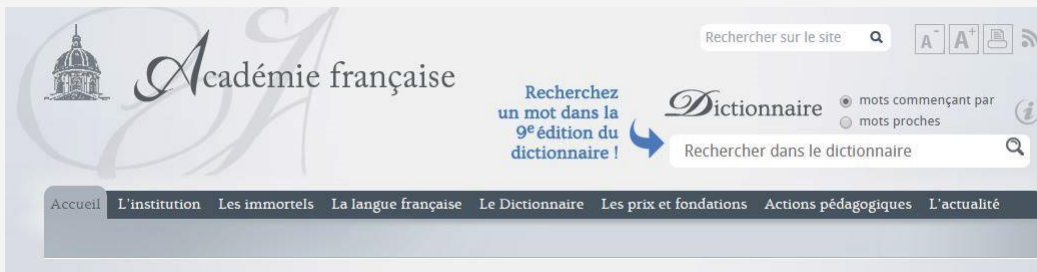 Rechercher sur le site
A- A+
Académie française
Recherchez
un mot dans la
9e édition du
dictionnaire !
Dictionnaire
mots commençant par
mots proches
i
Rechercher dans le dictionnaire
Accueil L'institution Les immortels La langue française Le Dictionnaire Les prix et fondations Actions pédagogiques L'actualité